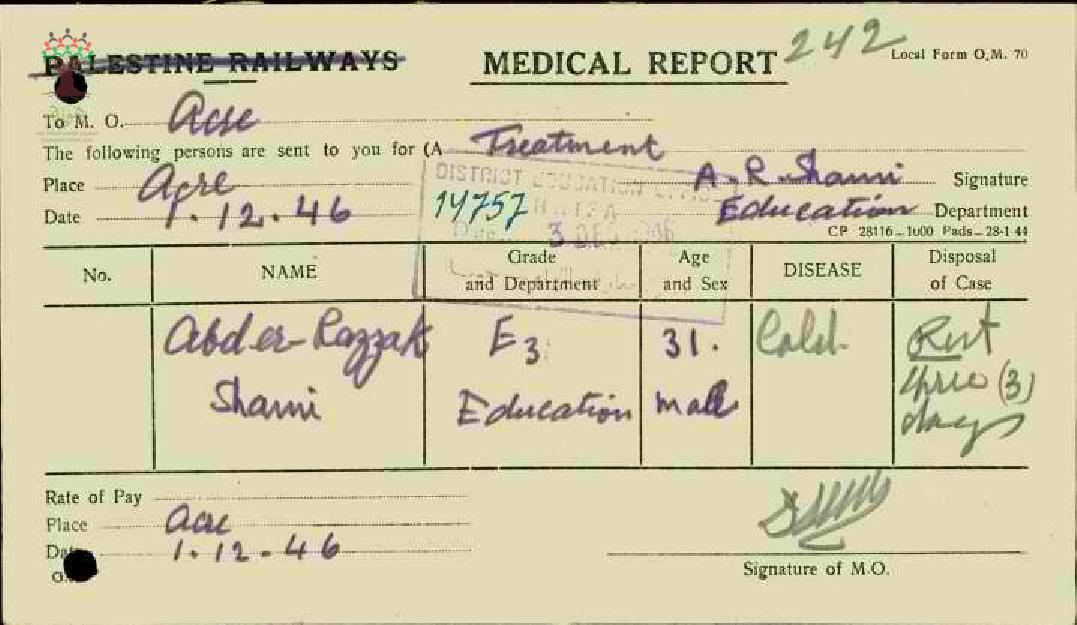 242
PALESTINE RAILWAYS MEDICAL REPORT Local Form O.M. 70
To M. O. Acre
The following persons are sent to you for (A Treatment
Place Acre A. R. Shami Signature
Date 1.12.46 14757 Education Department
DISTRICT EDUCATION
HAIFA
Date 3 DEC
CP 28116-1000 Pads-28-1 44
No. NAME Grade and Department Age and Sex DISEASE Disposal of Case
Abd er-Razzak E3 31. Cold. Rest
Shami Education male three (3)
days
Rate of Pay
Place Acre
Date 1.12.46
Signature of M.O.